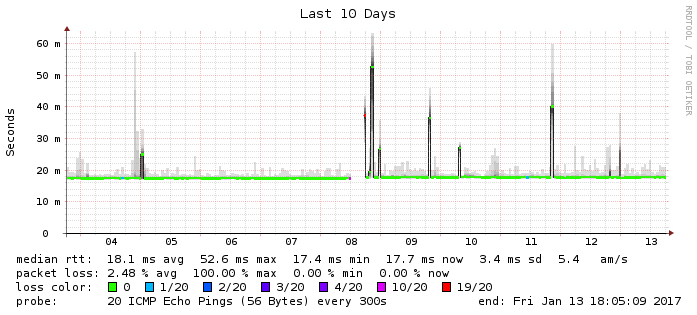 Last 10 Days
RRDTOOL / TOBI OETIKER
Seconds
60 m
50 m
40 m
30 m
20 m
10 m
0
04 05 06 07 08 09 10 11 12 13
median rtt: 18.1 ms avg 52.6 ms max 17.4 ms min 17.7 ms now 3.4 ms sd 5.4 am/s
packet loss: 2.48 % avg 100.00 % max 0.00 % min 0.00 % now
loss color: 0 1/20 2/20 3/20 4/20 10/20 19/20
probe: 20 ICMP Echo Pings (56 Bytes) every 300s end: Fri Jan 13 18:05:09 2017